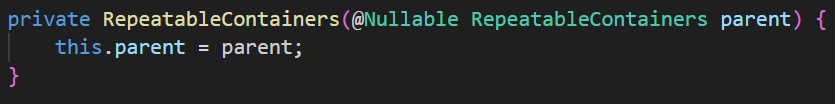 private RepeatableContainers(@Nullable RepeatableContainers parent) {
    this.parent = parent;
}